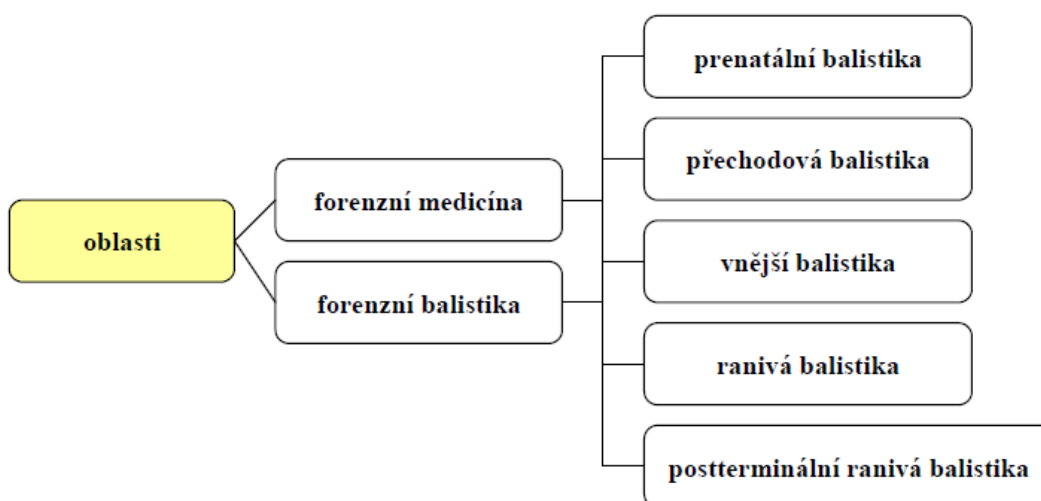 oblasti
forenzní medicína
forenzní balistika
prenatální balistika
přechodová balistika
vnější balistika
ranivá balistika
postterminální ranivá balistika